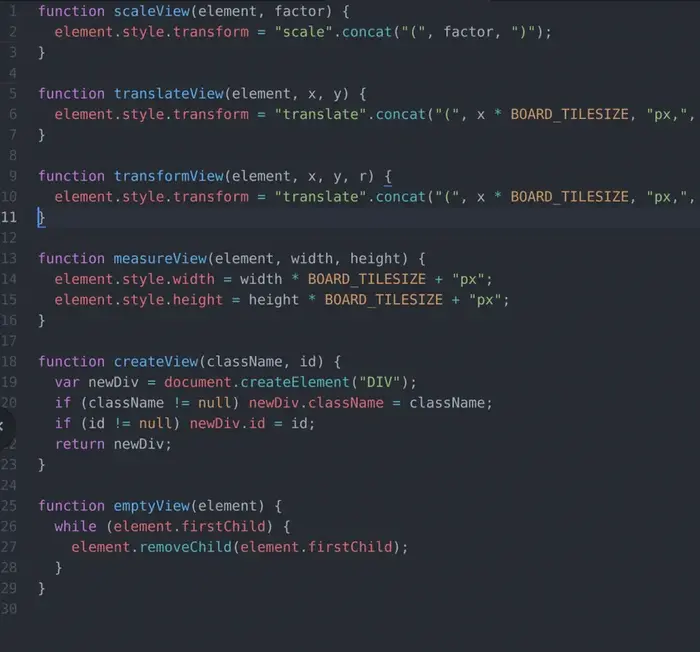 1 function scaleView(element, factor) {
2 element.style.transform = "scale".concat("(", factor, ")");
3 }
4
5 function translateView(element, x, y) {
6 element.style.transform = "translate".concat("(", x * BOARD_TILESIZE, "px,",
7 }
8
9 function transformView(element, x, y, r) {
10 element.style.transform = "translate".concat("(", x * BOARD_TILESIZE, "px,",
11 }
12
13 function measureView(element, width, height) {
14 element.style.width = width * BOARD_TILESIZE + "px";
15 element.style.height = height * BOARD_TILESIZE + "px";
16 }
17
18 function createView(className, id) {
19 var newDiv = document.createElement("DIV");
20 if (className != null) newDiv.className = className;
if (id != null) newDiv.id = id;
2 return newDiv;
23 }
24
25 function emptyView(element) {
26 while (element.firstChild) {
27 element.removeChild(element.firstChild);
28 }
29 }
30